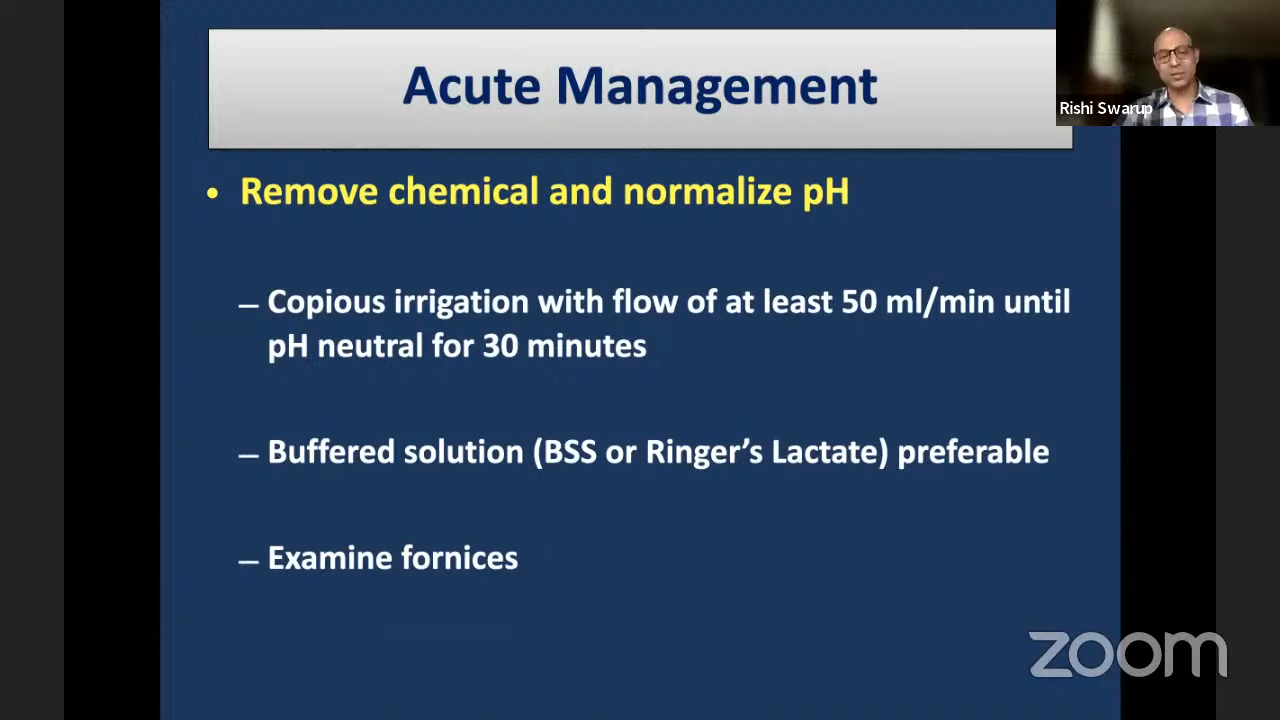 Acute Management
Rishi Swarup
• Remove chemical and normalize pH
– Copious irrigation with flow of at least 50 ml/min until
pH neutral for 30 minutes
– Buffered solution (BSS or Ringer’s Lactate) preferable
– Examine fornices
zoom